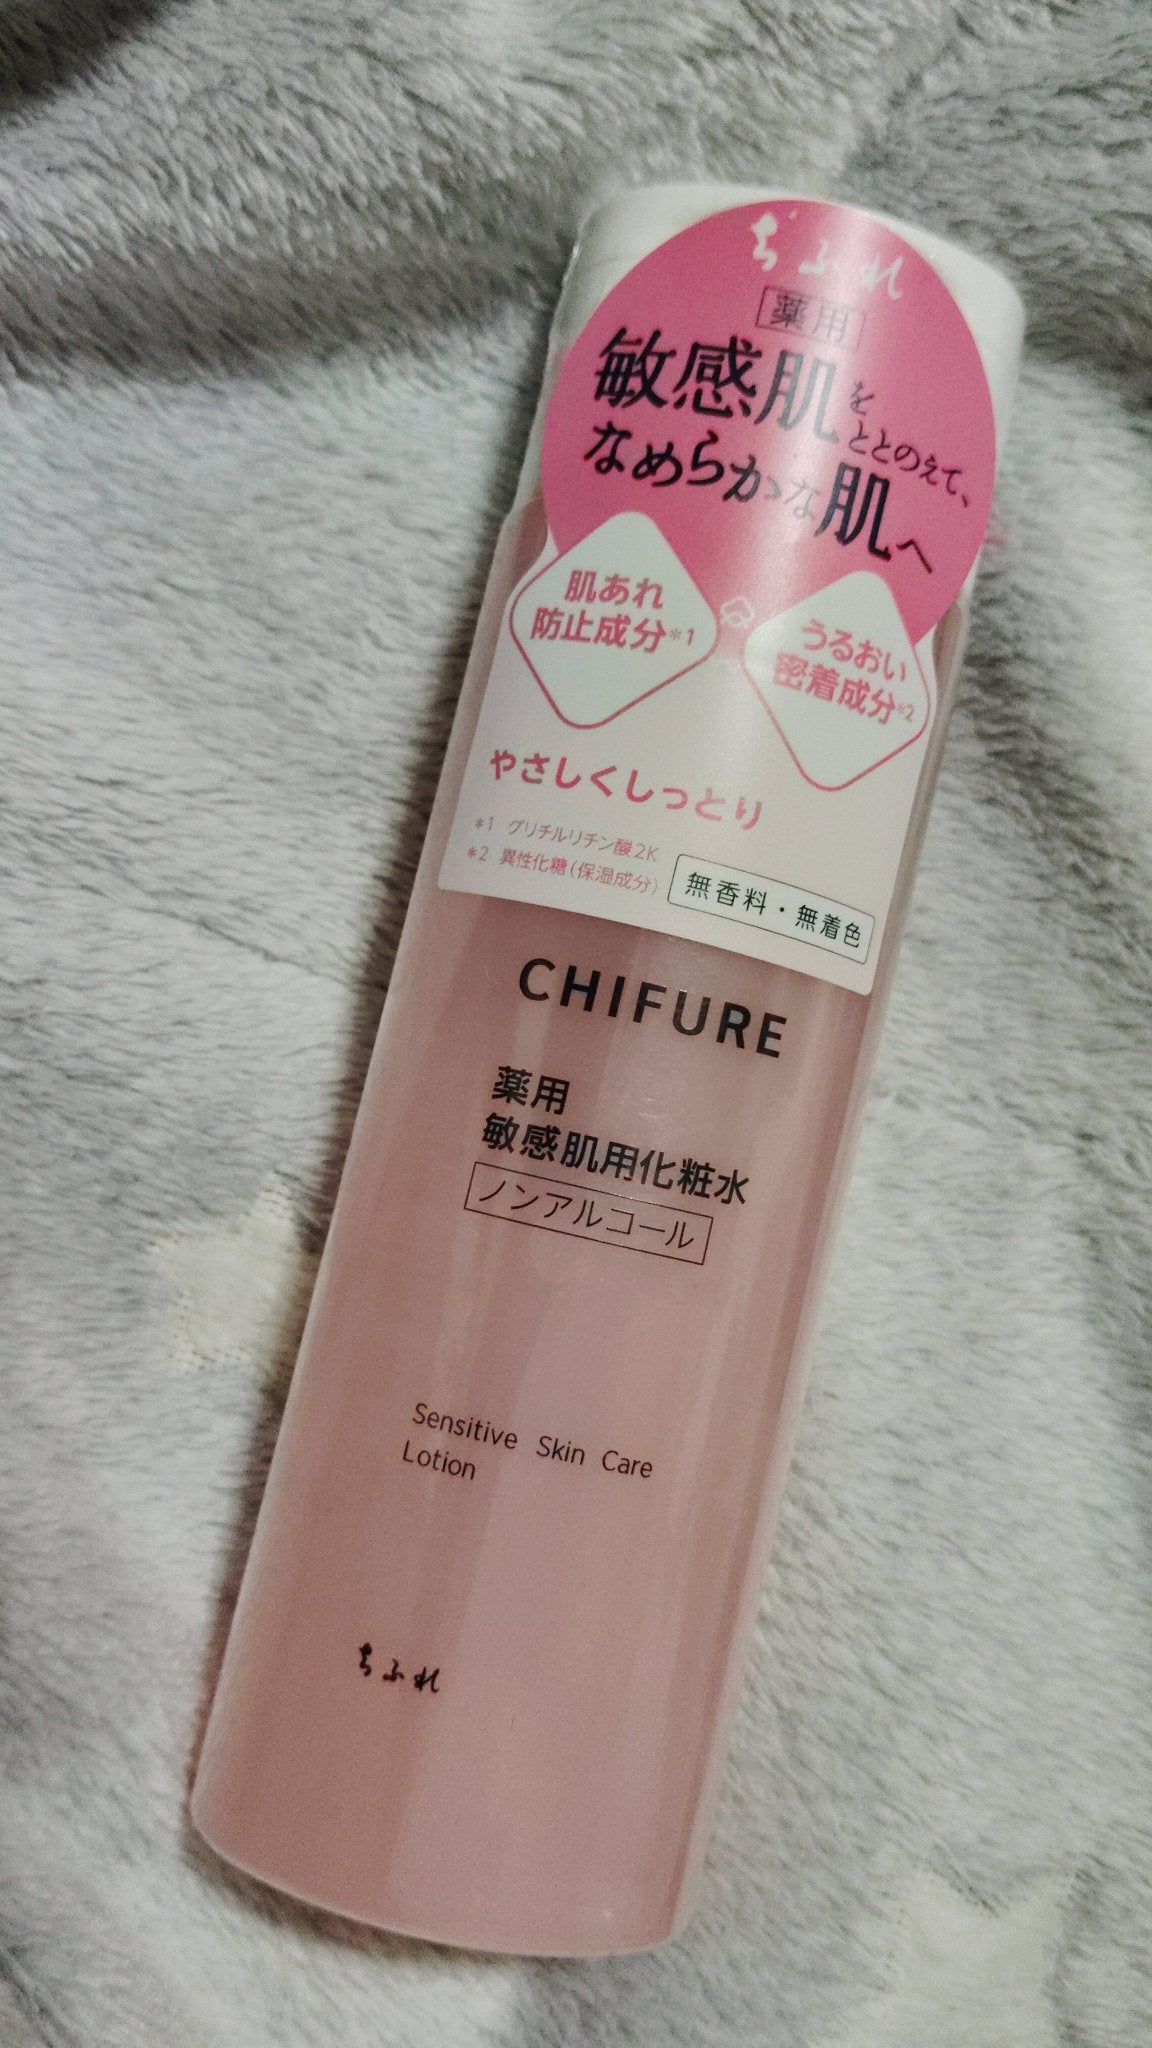 ちふれ
薬用
敏感肌をととのえて、
なめらかな肌へ
肌あれ
防止成分*1
うるおい
密着成分*2
やさしくしっとり
*1 グリチルリチン酸2K
*2 異性化糖(保湿成分)
無香料・無着色
CHIFURE
薬用
敏感肌用化粧水
ノンアルコール
Sensitive Skin Care
Lotion
ちふれ